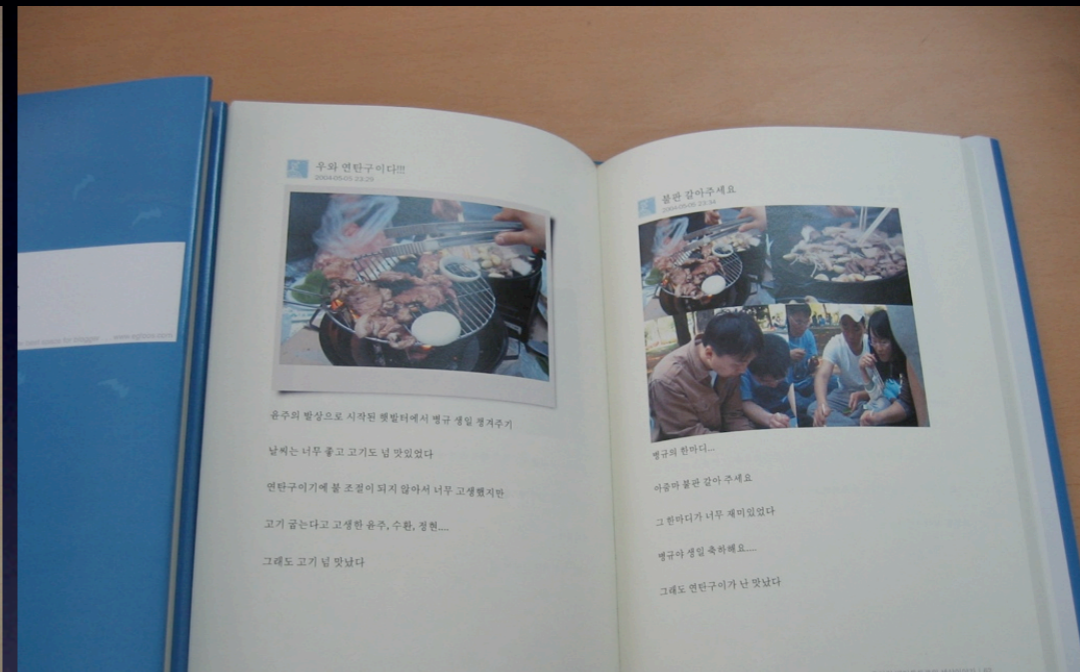 우와 연탄구이다!!!
윤주의 발상으로 시작된 햇빛터에서 병규 생일 챙겨주기
날씨는 너무 좋고 고기도 넘 맛있었다
연탄구이기에 불 조절이 되지 않아서 너무 고생했지만
고기 굽는다고 고생한 윤주, 수환, 정현....
그래도 고기 넘 맛났다
불판 갈아주세요
병규의 한마디...
아줌마 불판 갈아 주세요
그 한마디가 너무 재미있었다
병규야 생일 축하해요....
그래도 연탄구이가 난 맛났다